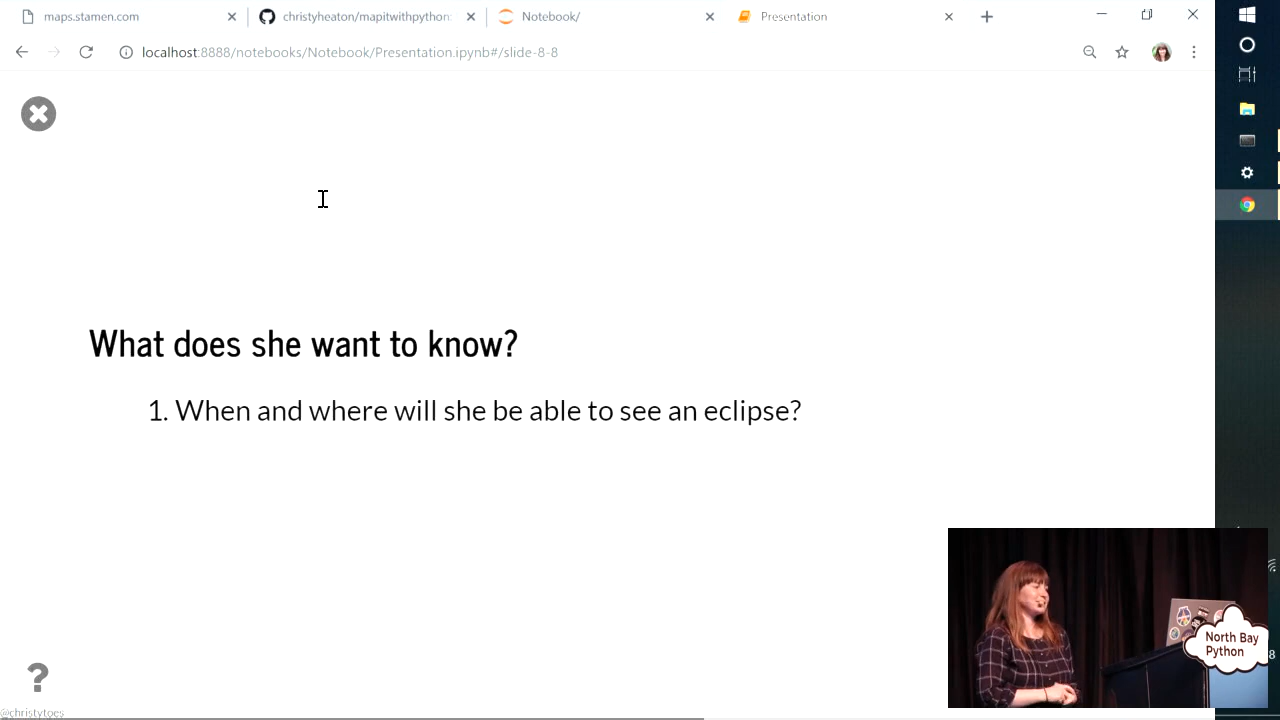 maps.stamen.com
christyheaton/mapitwithpython
Notebook/
Presentation
localhost:8888/notebooks/Notebook/Presentation.ipynb#/slide-8-8
What does she want to know?
1. When and where will she be able to see an eclipse?
North Bay
Python
8
?
@christytoes